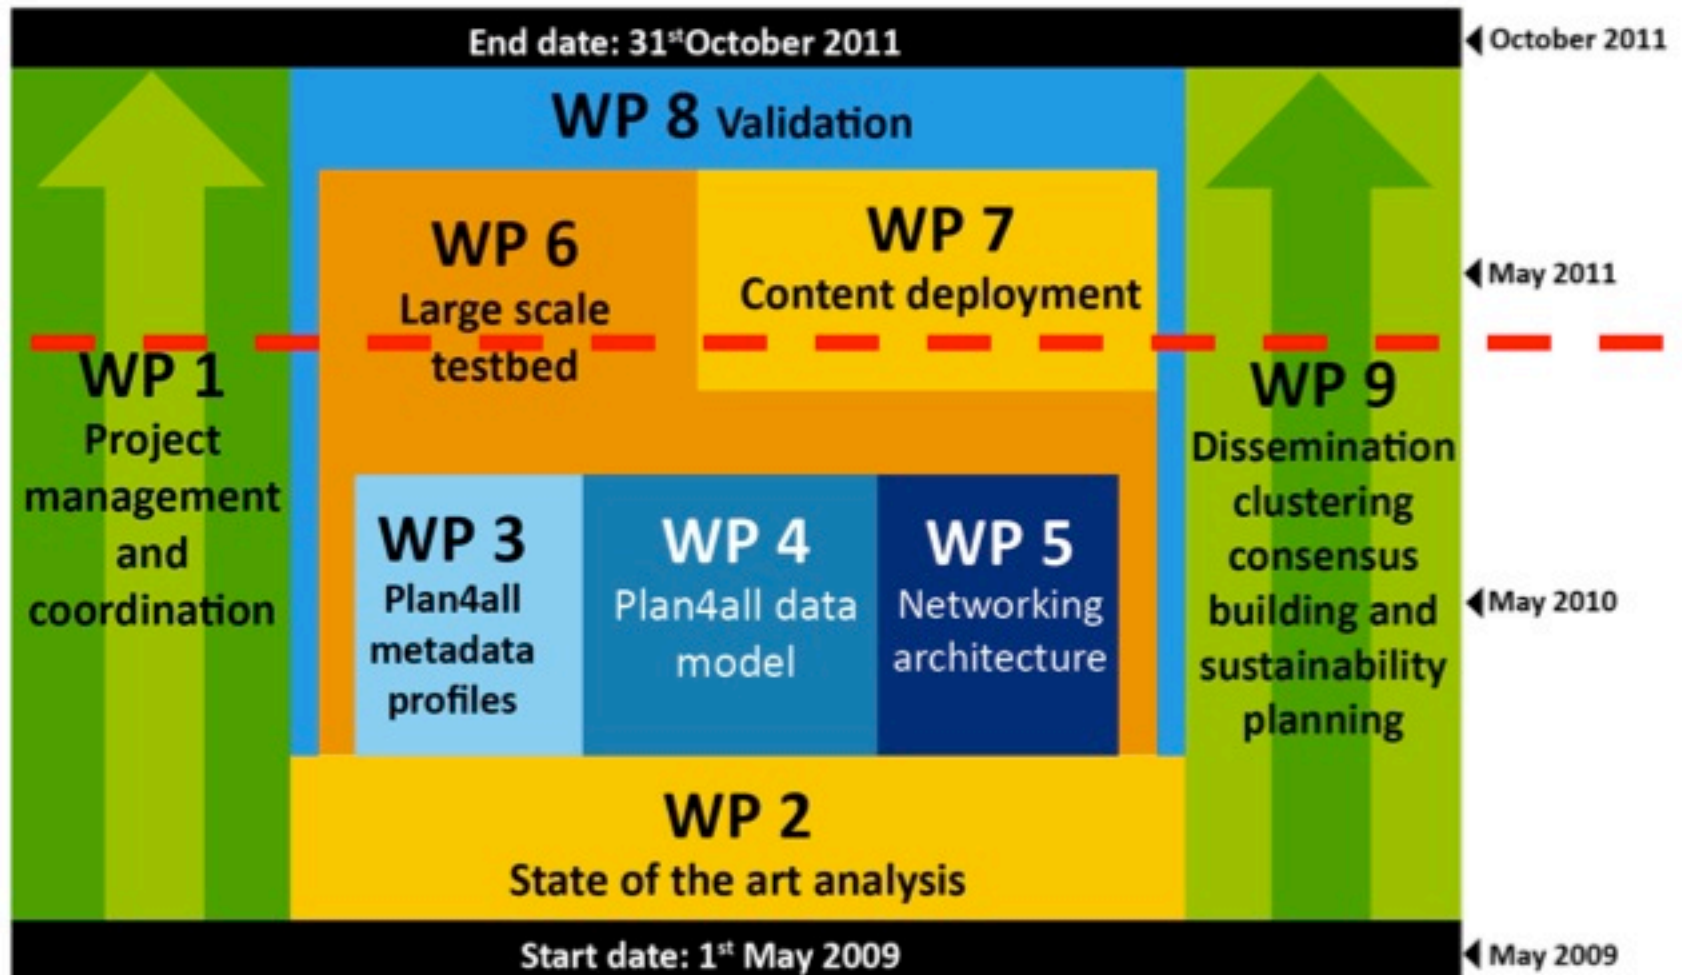 End date: 31stOctober 2011
October 2011
WP 8 Validation
WP 6
Large scale
testbed
WP 7
Content deployment
May 2011
WP 1
Project
management
and
coordination
WP 3
Plan4all
metadata
profiles
WP 4
Plan4all data
model
WP 5
Networking
architecture
WP 9
Dissemination
clustering
consensus
building and
sustainability
planning
May 2010
WP 2
State of the art analysis
Start date: 1st May 2009
May 2009